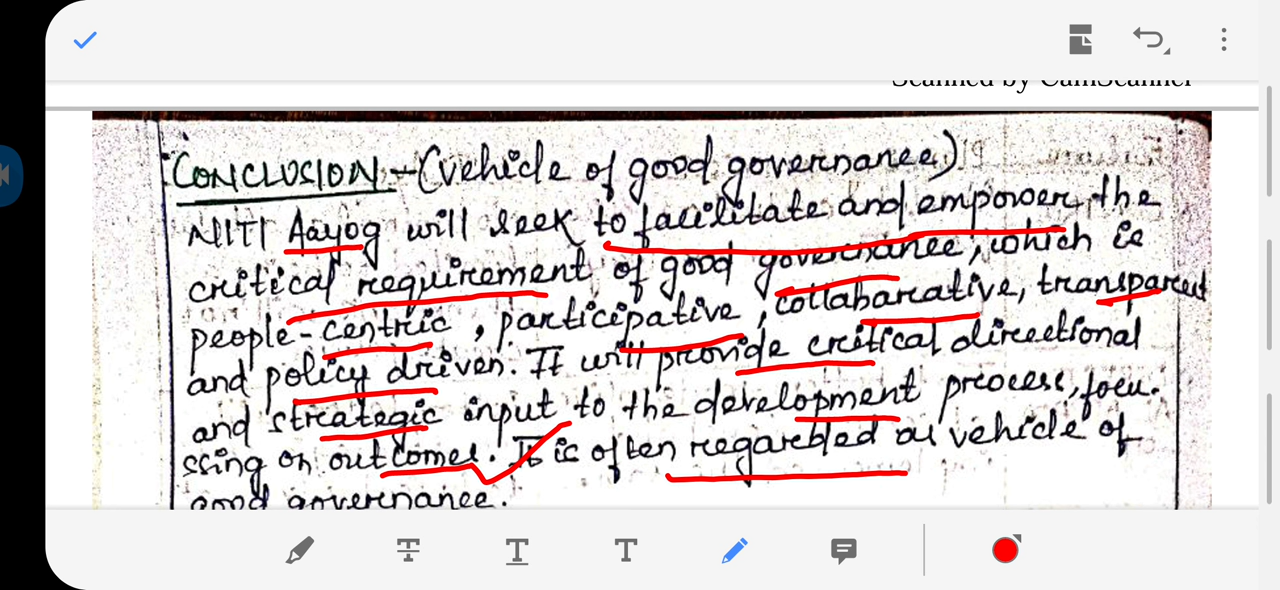 Scanned by CamScanner
CONCLUSION - (vehicle of good governance)
NITI Aayog will seek to facilitate and empower the
critical requirement of good governance, which is
people-centric, participative, collabarative, transparent
and policy driven. It will provide critical directional
and strategic input to the development process, focu-
ssing on outcomes. It is often regarded as vehicle of
good governance.